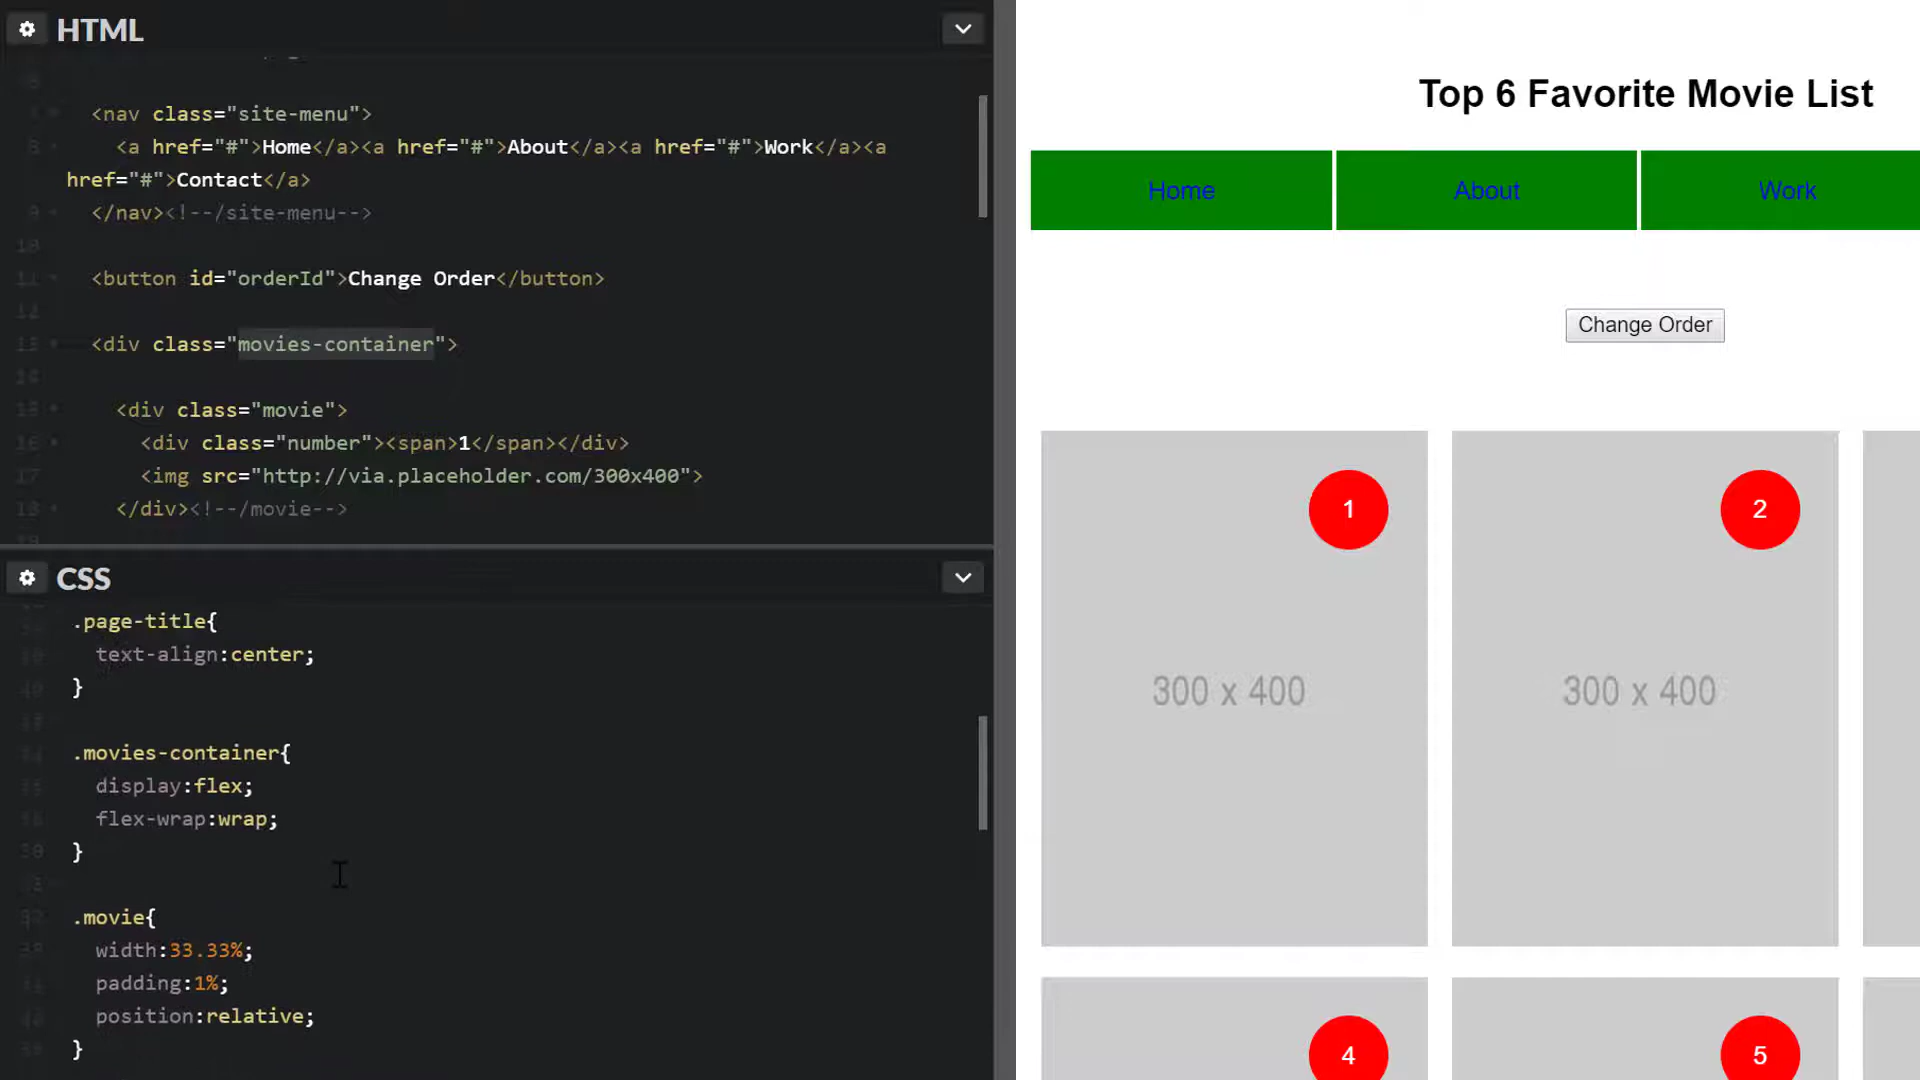 HTML
<nav class="site-menu">
<a href="#">Home</a><a href="#">About</a><a href="#">Work</a><a
href="#">Contact</a>
</nav><!--/site-menu-->
10
<button id="orderId">Change Order</button>
12
<div class="movies-container">
<div class="movie">
16
<div class="number"><span>1</span></div>
17
<img src="http://via.placeholder.com/300x400">
</div><!--/movie-->
CSS
.page-title{
text-align:center;
}
.movies-container{
display:flex;
flex-wrap:wrap;
}
.movie{
width:33.33%;
padding:1%;
position:relative;
}
Top 6 Favorite Movie List
Home
About
Work
Change Order
1
2
300 x 400
300 x 400
4
5